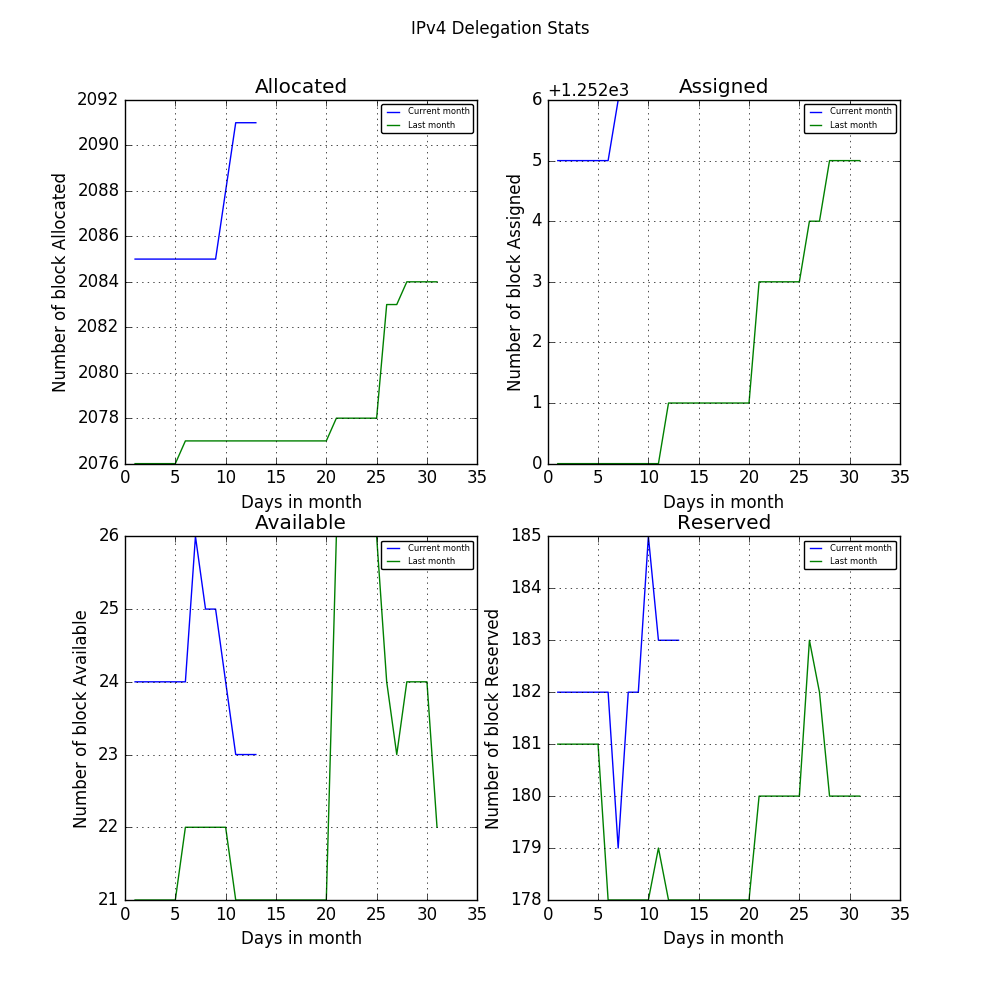 IPv4 Delegation Stats
Allocated
2092
2090
2088
2086
2084
2082
2080
2078
2076
Number of block Allocated
0 5 10 15 20 25 30 35
Days in month
Current month
Last month
Assigned
+1.252e3
6
5
4
3
2
1
0
Number of block Assigned
0 5 10 15 20 25 30 35
Days in month
Current month
Last month
Available
26
25
24
23
22
21
Number of block Available
0 5 10 15 20 25 30 35
Days in month
Current month
Last month
Reserved
185
184
183
182
181
180
179
178
Number of block Reserved
0 5 10 15 20 25 30 35
Days in month
Current month
Last month